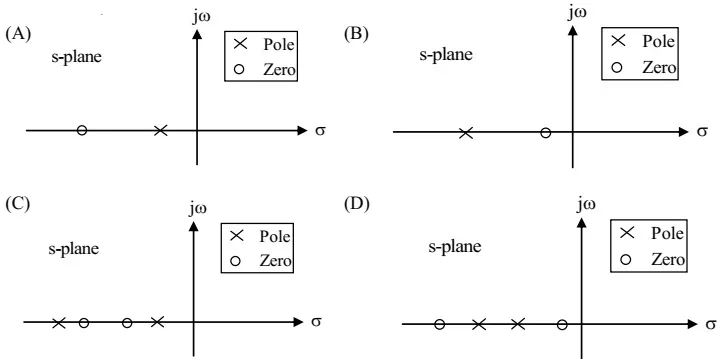 (A)
jω
s-plane
Pole
Zero
σ
(B)
jω
s-plane
Pole
Zero
σ
(C)
jω
s-plane
Pole
Zero
σ
(D)
jω
s-plane
Pole
Zero
σ